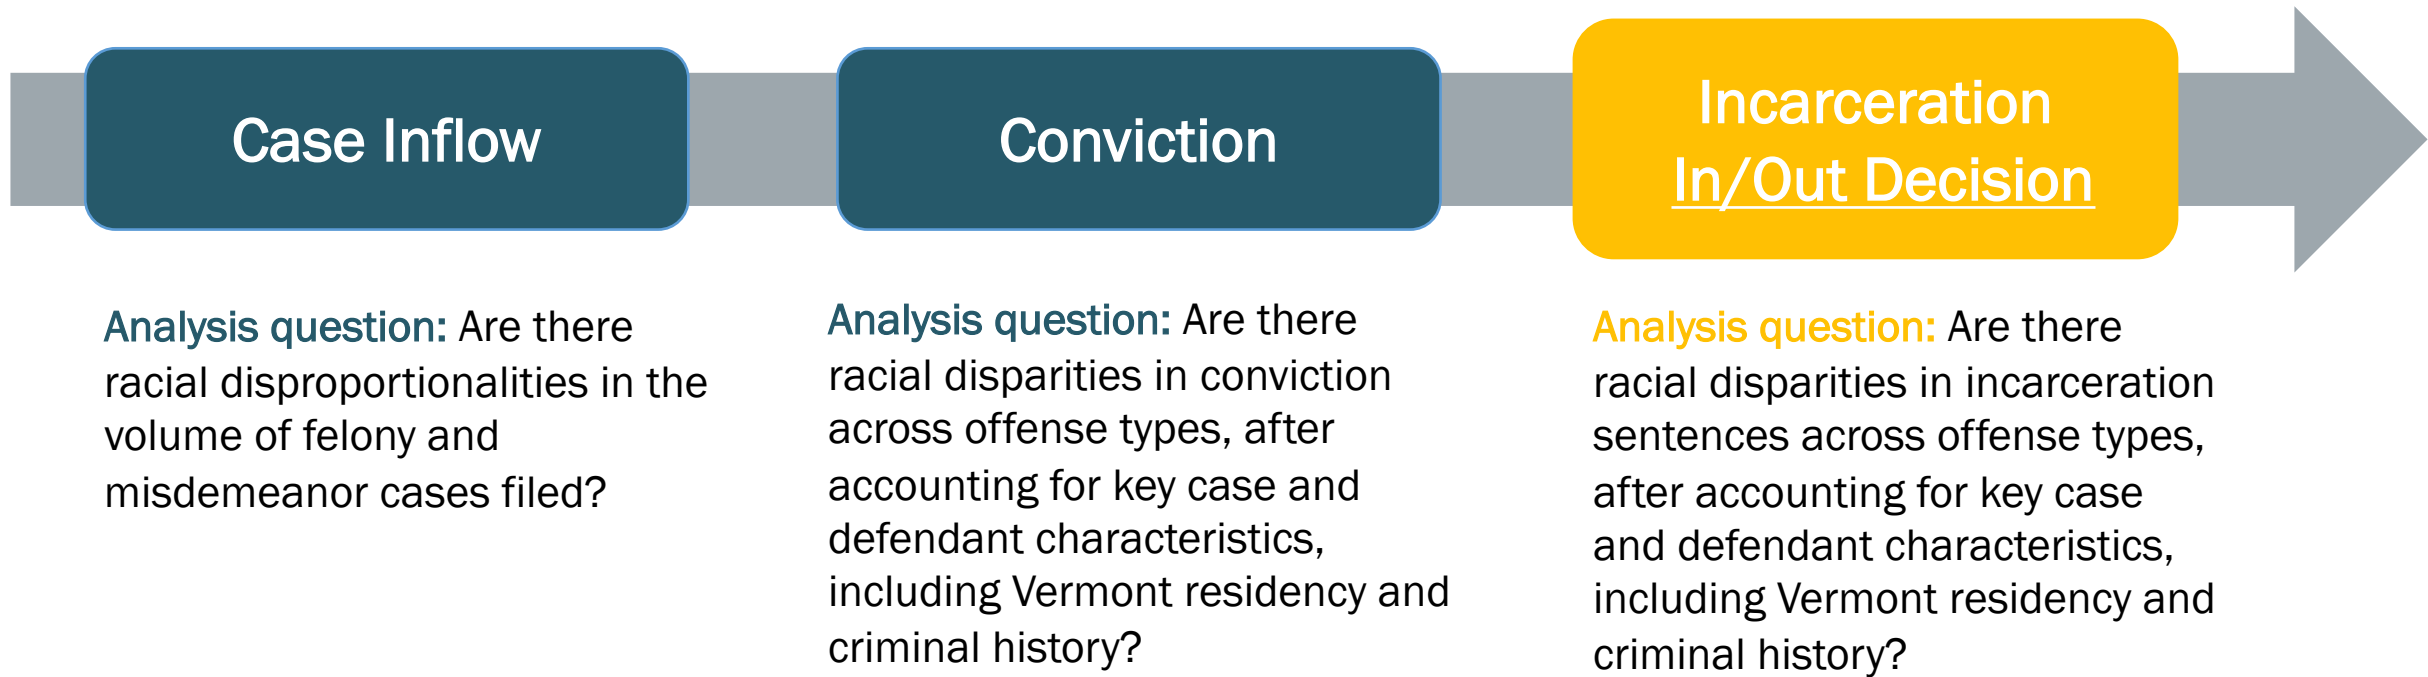 Case Inflow
Analysis question: Are there
racial disproportionalities in the
volume of felony and
misdemeanor cases filed?
Conviction
Analysis question: Are there
racial disparities in conviction
across offense types, after
accounting for key case and
defendant characteristics,
including Vermont residency and
criminal history?
Incarceration
In/Out Decision
Analysis question: Are there
racial disparities in incarceration
sentences across offense types,
after accounting for key case
and defendant characteristics,
including Vermont residency and
criminal history?